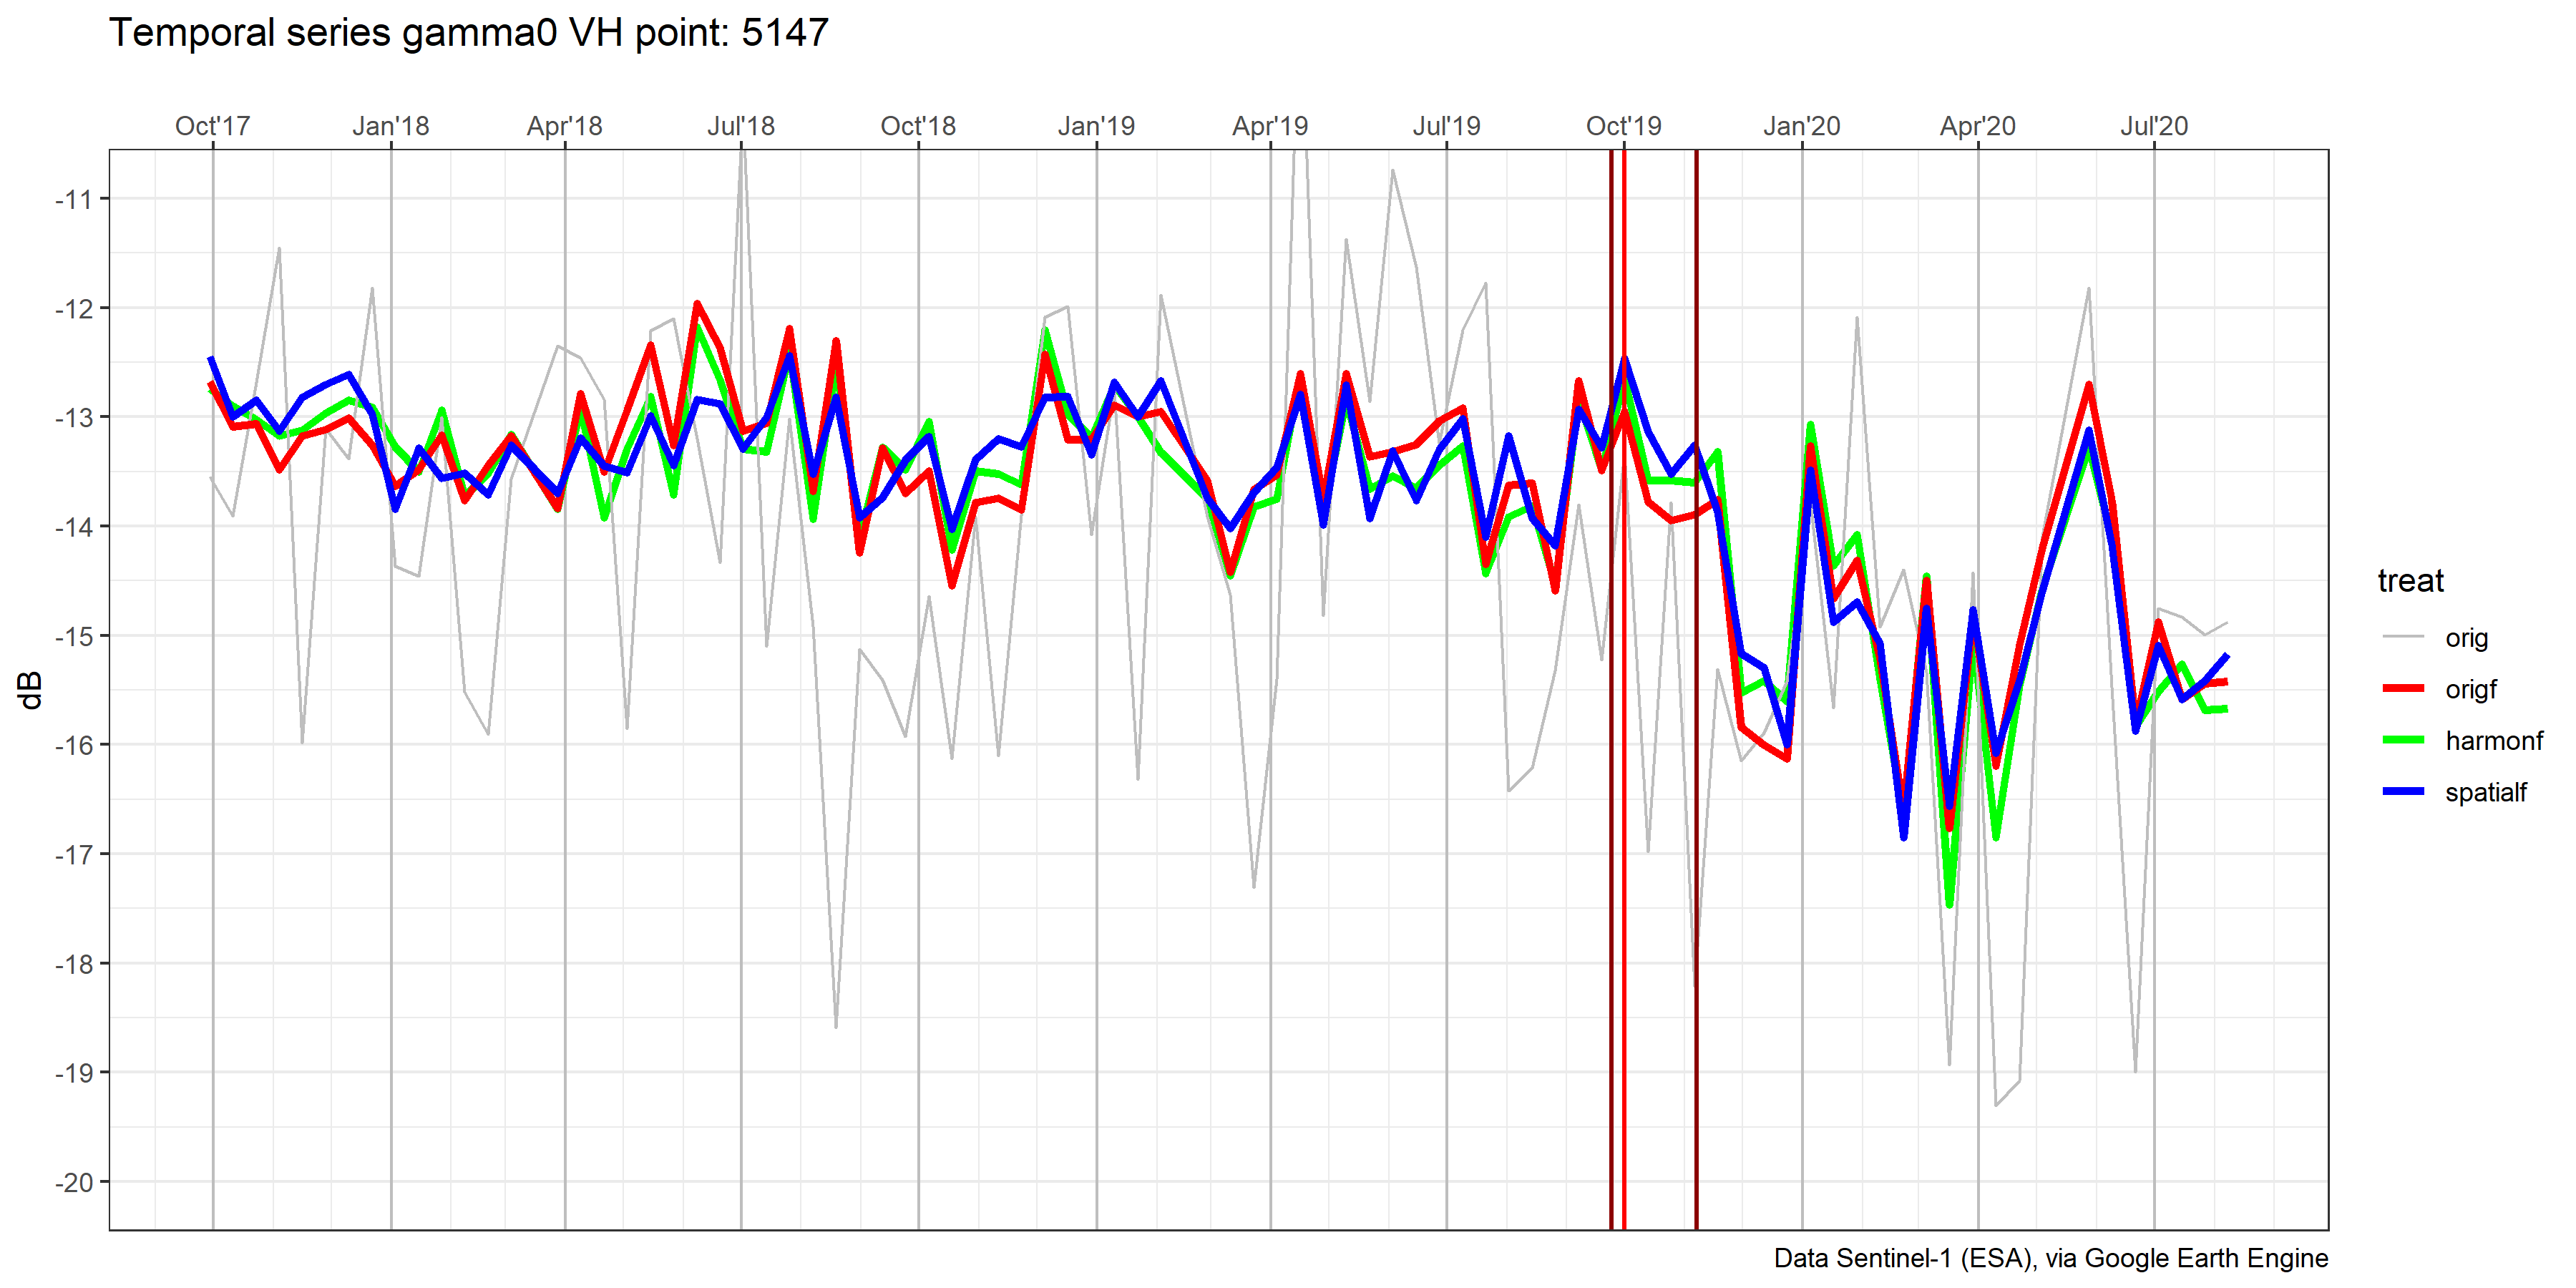 Temporal series gamma0 VH point: 5147
Oct'17 Jan'18 Apr'18 Jul'18 Oct'18 Jan'19 Apr'19 Jul'19 Oct'19 Jan'20 Apr'20 Jul'20
-11
-12
-13
-14
-15
-16
-17
-18
-19
-20
dB
treat
orig
origf
harmonf
spatialf
Data Sentinel-1 (ESA), via Google Earth Engine